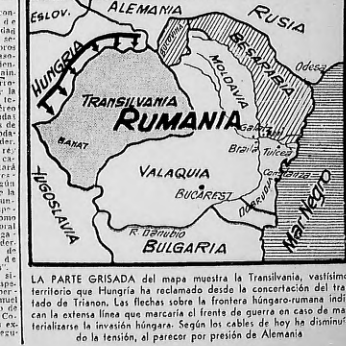 ESLOV.
ALEMANIA
RUSIA
HUNGRIA
BESARABIA
MOLDAVIA
Odesa
TRANSILVANIA
RUMANIA
Galatz
BANAT
Braila
Tulcea
Constanza
VALAQUIA
BUCAREST
DOBRUDJA
Mar Negro
YUGOSLAVIA
R. Danubio
BULGARIA
LA PARTE GRISADA del mapa muestra la Transilvania, vastísimo
territorio que Hungría ha reclamado desde la concertación del tra-
tado de Trianon. Las flechas sobre la frontera húngaro-rumana indi-
can la extensa línea que marcaría el frente de guerra en caso de ma-
terializarse la invasión húngara. Según los cables de hoy ha disminuí-
do la tensión, al parecer por presión de Alemania